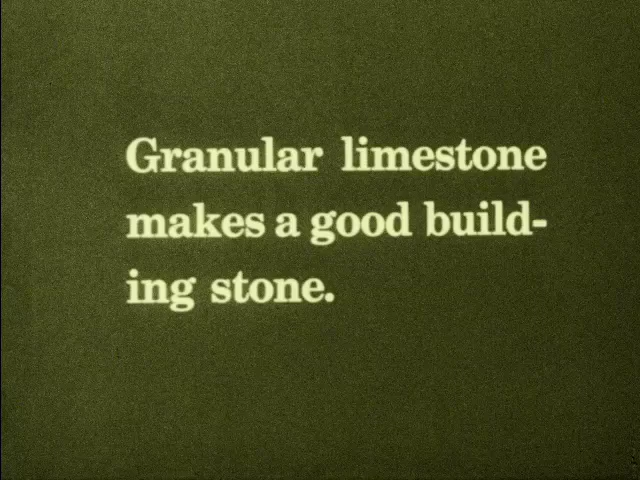 Granular limestone
makes a good build-
ing stone.